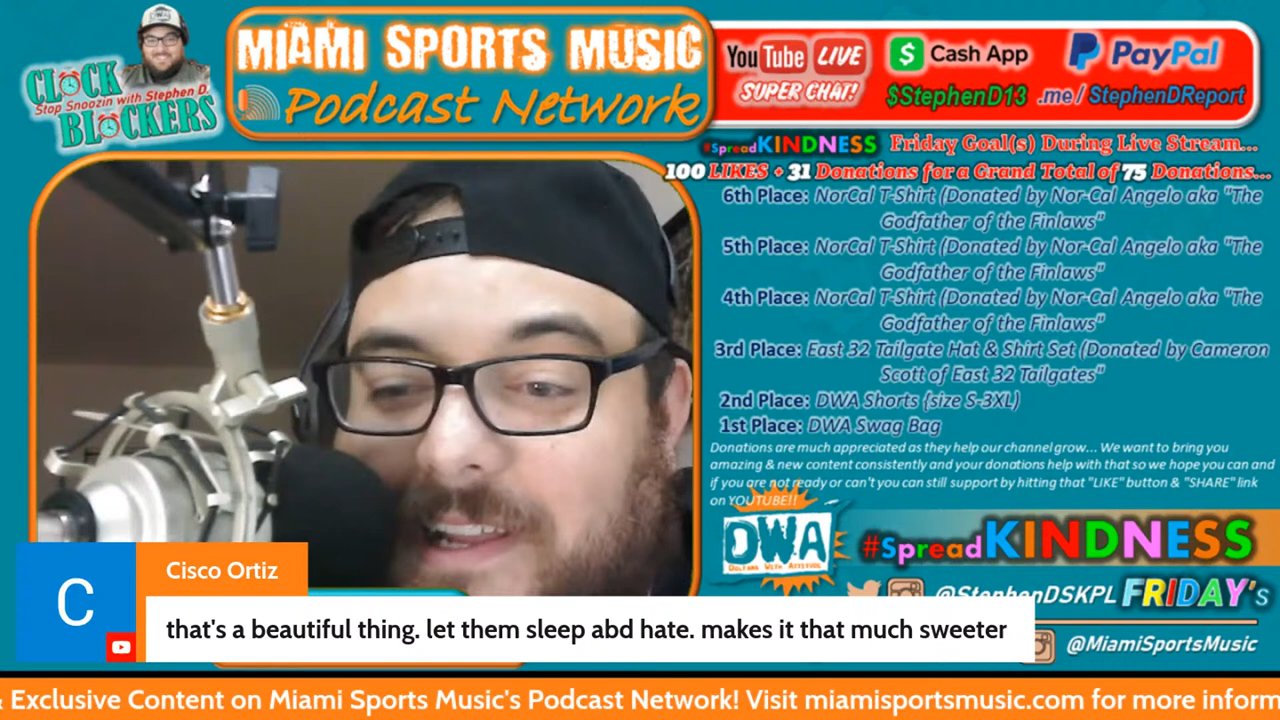 DWA
CLOCK
Stop Snoozin with Stephen D.
BLOCKERS
MIAMI SPORTS MUSIC
Podcast Network
YouTube LIVE
SUPER CHAT!
$ Cash App
$StephenD13
PayPal
.me/StephenDReport
#SpreadKINDNESS Friday Goal(s) During Live Stream...
100 LIKES + 31 Donations for a Grand Total of 75 Donations...
6th Place: NorCal T-Shirt (Donated by Nor-Cal Angelo aka "The
Godfather of the Finlaws"
5th Place: NorCal T-Shirt (Donated by Nor-Cal Angelo aka "The
Godfather of the Finlaws"
4th Place: NorCal T-Shirt (Donated by Nor-Cal Angelo aka "The
Godfather of the Finlaws"
3rd Place: East 32 Tailgate Hat & Shirt Set (Donated by Cameron
Scott of East 32 Tailgates"
2nd Place: DWA Shorts (size S-3XL)
1st Place: DWA Swag Bag
Donations are much appreciated as they help our channel grow... We want to bring you
amazing & new content consistently and your donations help with that so we hope you can and
if you are not ready or can't you can still support by hitting that "LIKE" button & "SHARE" link
on YOUTUBE!!
DWA
DOLFANS WITH ATTITUDE
#SpreadKINDNESS
@StephenDSKPL FRIDAY's
@MiamiSportsMusic
C
Cisco Ortiz
that's a beautiful thing. let them sleep abd hate. makes it that much sweeter
& Exclusive Content on Miami Sports Music's Podcast Network! Visit miamisportsmusic.com for more inform